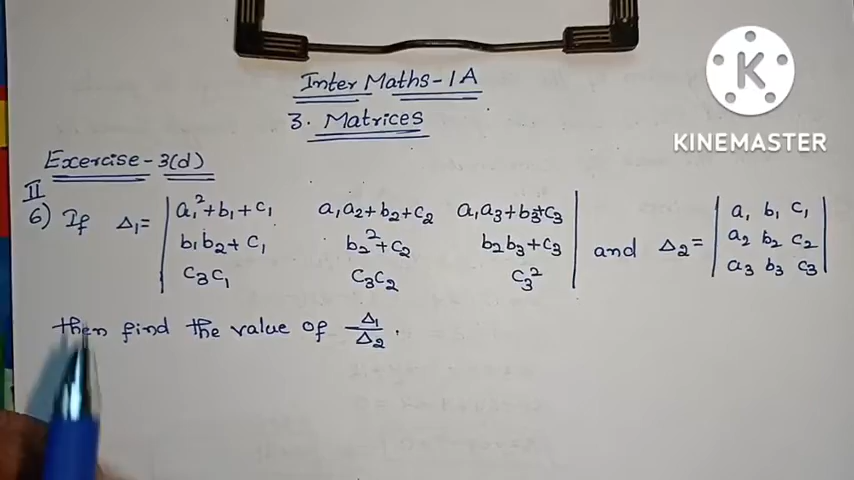 Inter Maths-1A
3. Matrices
K
KINEMASTER
Exercise-3(d)
II
6) If Δ₁= | a₁²+b₁+c₁ a₁a₂+b₂+c₂ a₁a₃+b₃+c₃ |
| b₁b₂+c₁ b₂²+c₂ b₂b₃+c₃ | and Δ₂= | a₁ b₁ c₁ |
| c₃c₁ c₃c₂ c₃² | | a₂ b₂ c₂ |
| a₃ b₃ c₃ |
then find the value of Δ₁/Δ₂.